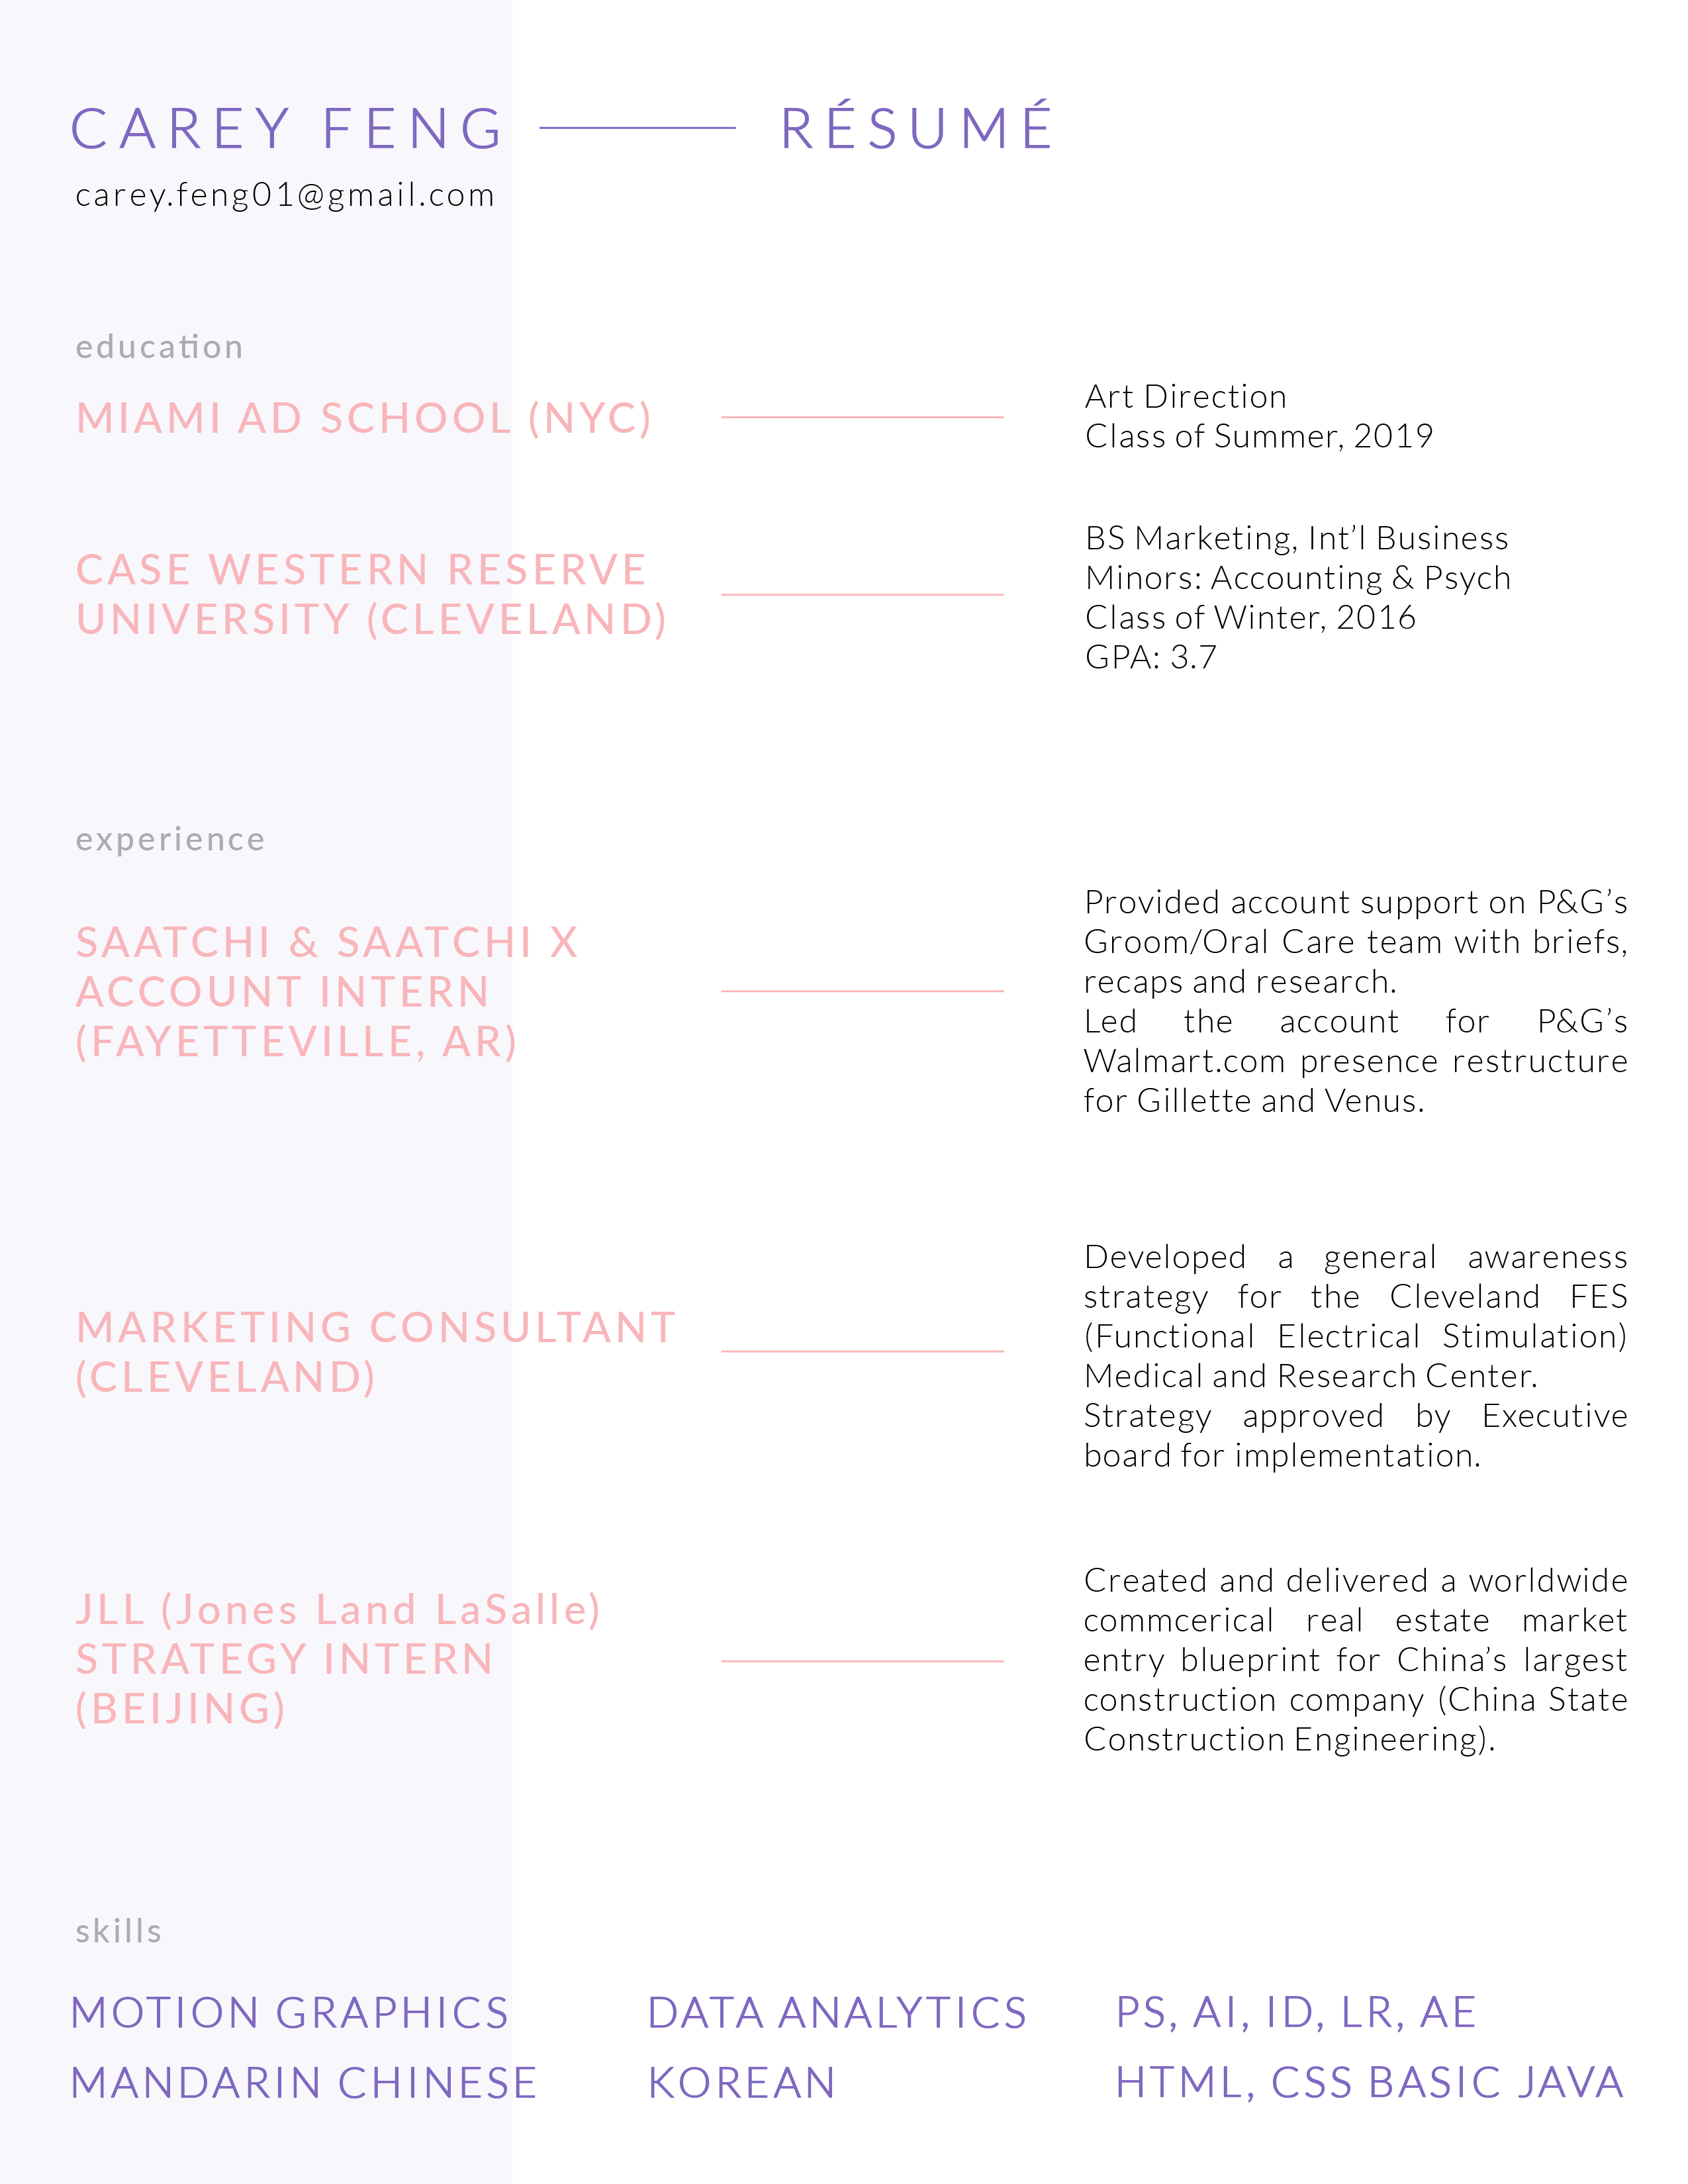 CAREY FENG RÉSUMÉ
carey.feng01@gmail.com
education
MIAMI AD SCHOOL (NYC)
Art Direction
Class of Summer, 2019
CASE WESTERN RESERVE
UNIVERSITY (CLEVELAND)
BS Marketing, Int’l Business
Minors: Accounting & Psych
Class of Winter, 2016
GPA: 3.7
experience
SAATCHI & SAATCHI X
ACCOUNT INTERN
(FAYETTEVILLE, AR)
Provided account support on P&G’s
Groom/Oral Care team with briefs,
recaps and research.
Led the account for P&G’s
Walmart.com presence restructure
for Gillette and Venus.
MARKETING CONSULTANT
(CLEVELAND)
Developed a general awareness
strategy for the Cleveland FES
(Functional Electrical Stimulation)
Medical and Research Center.
Strategy approved by Executive
board for implementation.
JLL (Jones Land LaSalle)
STRATEGY INTERN
(BEIJING)
Created and delivered a worldwide
commcerical real estate market
entry blueprint for China’s largest
construction company (China State
Construction Engineering).
skills
MOTION GRAPHICS DATA ANALYTICS PS, AI, ID, LR, AE
MANDARIN CHINESE KOREAN HTML, CSS BASIC JAVA